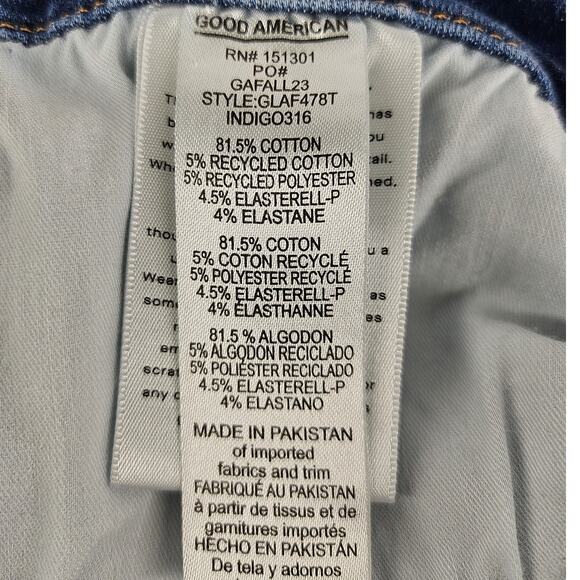 GOOD AMERICAN
RN# 151301
PO#
GAFALL23
STYLE:GLAF478T
INDIGO316
81.5% COTTON
5% RECYCLED COTTON
5% RECYCLED POLYESTER
4.5% ELASTERELL-P
4% ELASTANE
81.5% COTON
5% COTON RECYCLÉ
5% POLYESTER RECYCLÉ
4.5% ELASTERELL-P
4% ÉLASTHANNE
81.5 % ALGODON
5% ALGODON RECICLADO
5% POLIÉSTER RECICLADO
4.5% ELASTERELL-P
4% ELASTANO
MADE IN PAKISTAN
of imported
fabrics and trim
FABRIQUÉ AU PAKISTAN
à partir de tissus et de
garnitures importés
HECHO EN PAKISTÁN
De tela y adornos